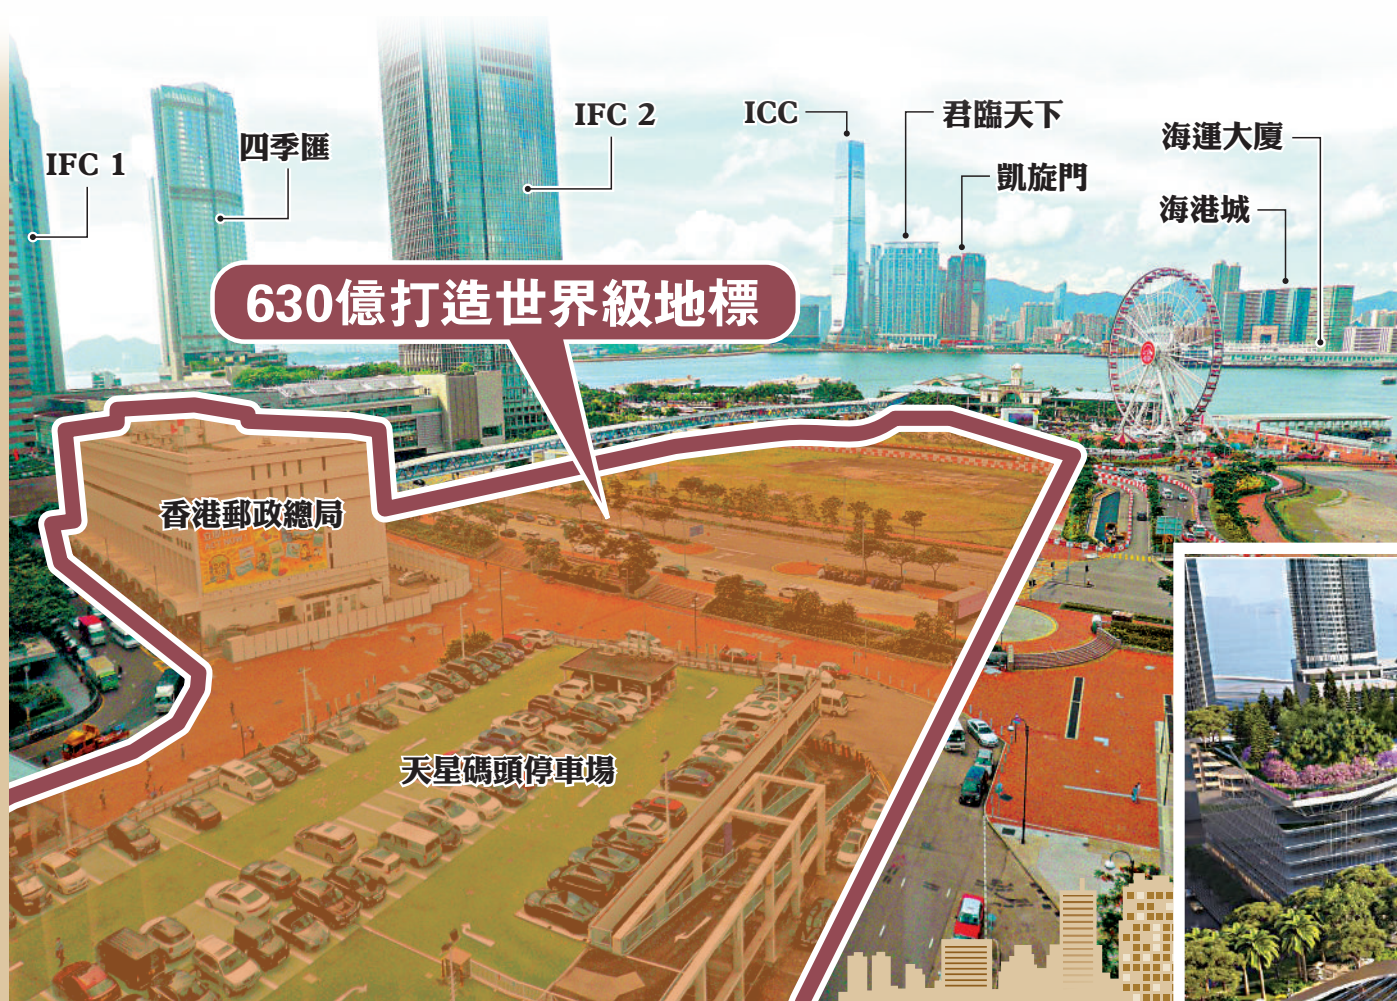 IFC 1
四季匯
IFC 2
ICC
君臨天下
凱旋門
海運大廈
海港城
630億打造世界級地標
香港郵政總局
天星碼頭停車場